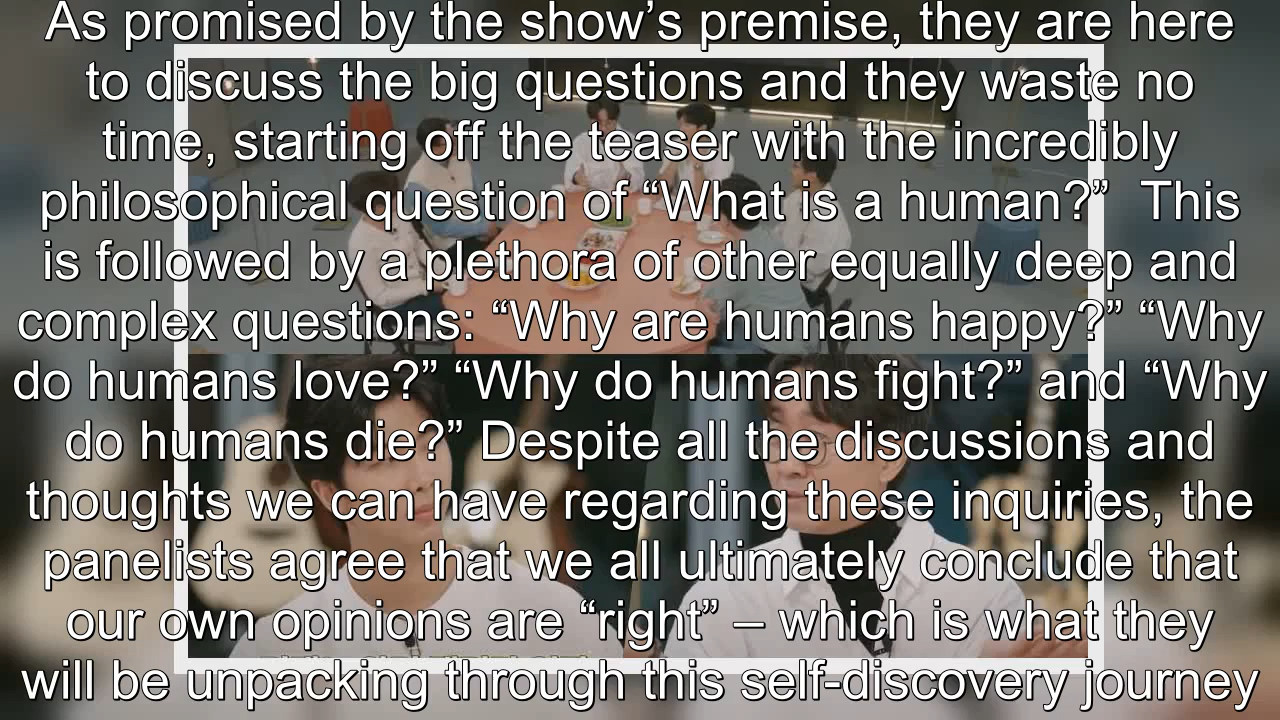 As promised by the show’s premise, they are here
to discuss the big questions and they waste no
time, starting off the teaser with the incredibly
philosophical question of “What is a human?”  This
is followed by a plethora of other equally deep and
complex questions: “Why are humans happy?” “Why
do humans love?” “Why do humans fight?” and “Why
do humans die?” Despite all the discussions and
thoughts we can have regarding these inquiries, the
panelists agree that we all ultimately conclude that
our own opinions are “right” – which is what they
will be unpacking through this self-discovery journey